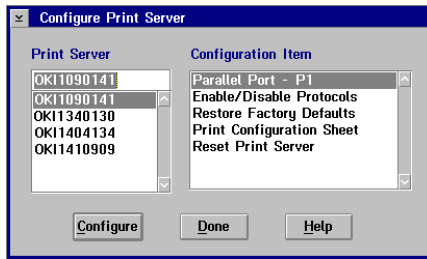 Configure Print Server
Print Server
OKI1090141
OKI1090141
OKI1340130
OKI1404134
OKI1410909
Configuration Item
Parallel Port - P1
Enable/Disable Protocols
Restore Factory Defaults
Print Configuration Sheet
Reset Print Server
Configure
Done
Help